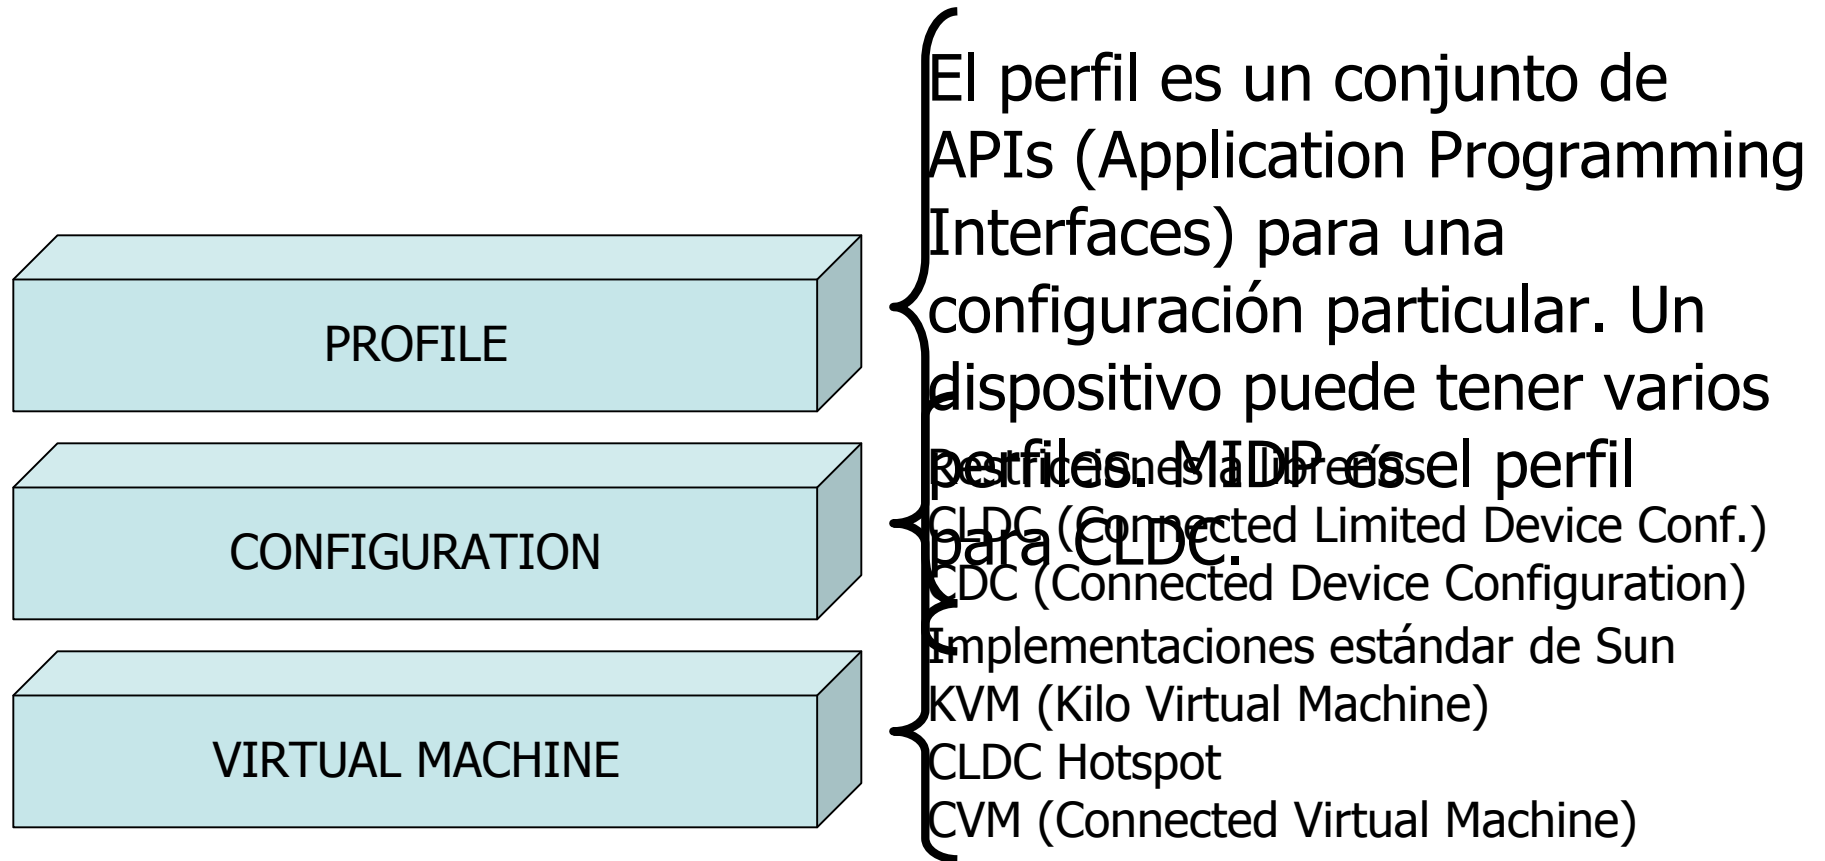 PROFILE
El perfil es un conjunto de
APIs (Application Programming
Interfaces) para una
configuración particular. Un
dispositivo puede tener varios
perfiles. MIDP es el perfil
para CLDC.
CONFIGURATION
Restricciones a librerías
CLDC (Connected Limited Device Conf.)
CDC (Connected Device Configuration)
VIRTUAL MACHINE
Implementaciones estándar de Sun
KVM (Kilo Virtual Machine)
CLDC Hotspot
CVM (Connected Virtual Machine)